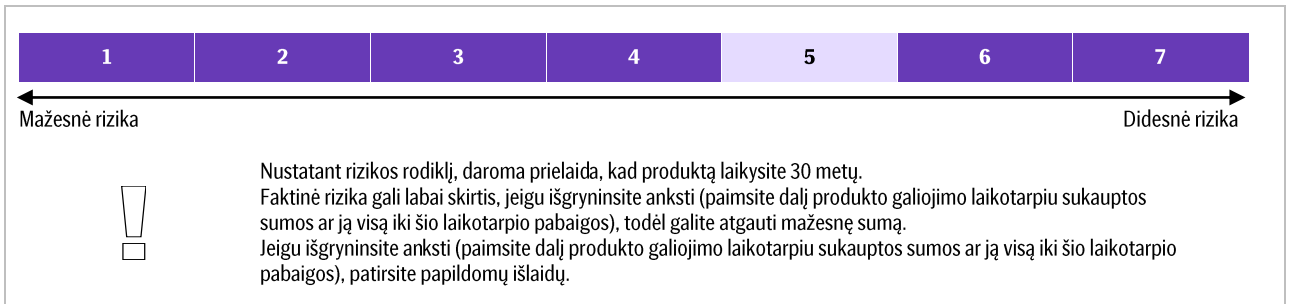 1 2 3 4 5 6 7
Mažesnė rizika Didesnė rizika
Nustatant rizikos rodiklį, daroma prielaida, kad produktą laikysite 30 metų.
Faktinė rizika gali labai skirtis, jeigu išgryninsite anksti (paimsite dalį produkto galiojimo laikotarpiu sukauptos
sumos ar ją visą iki šio laikotarpio pabaigos), todėl galite atgauti mažesnę sumą.
Jeigu išgryninsite anksti (paimsite dalį produkto galiojimo laikotarpiu sukauptos sumos ar ją visą iki šio laikotarpio
pabaigos), patirsite papildomų išlaidų.